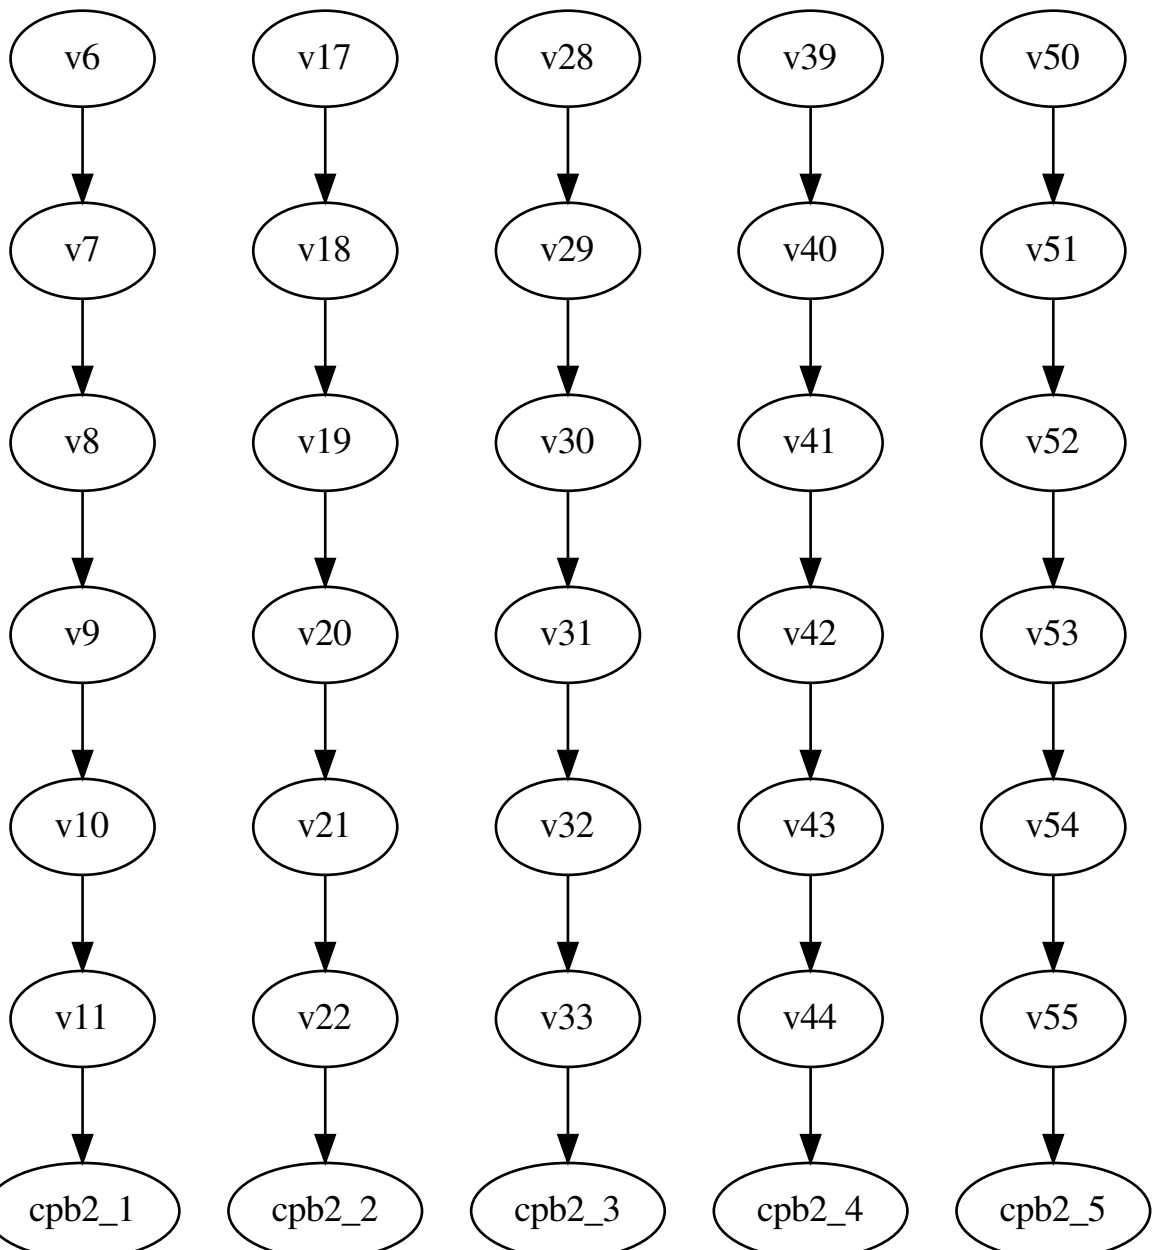 v6 v17 v28 v39 v50
v7 v18 v29 v40 v51
v8 v19 v30 v41 v52
v9 v20 v31 v42 v53
v10 v21 v32 v43 v54
v11 v22 v33 v44 v55
cpb2_1 cpb2_2 cpb2_3 cpb2_4 cpb2_5